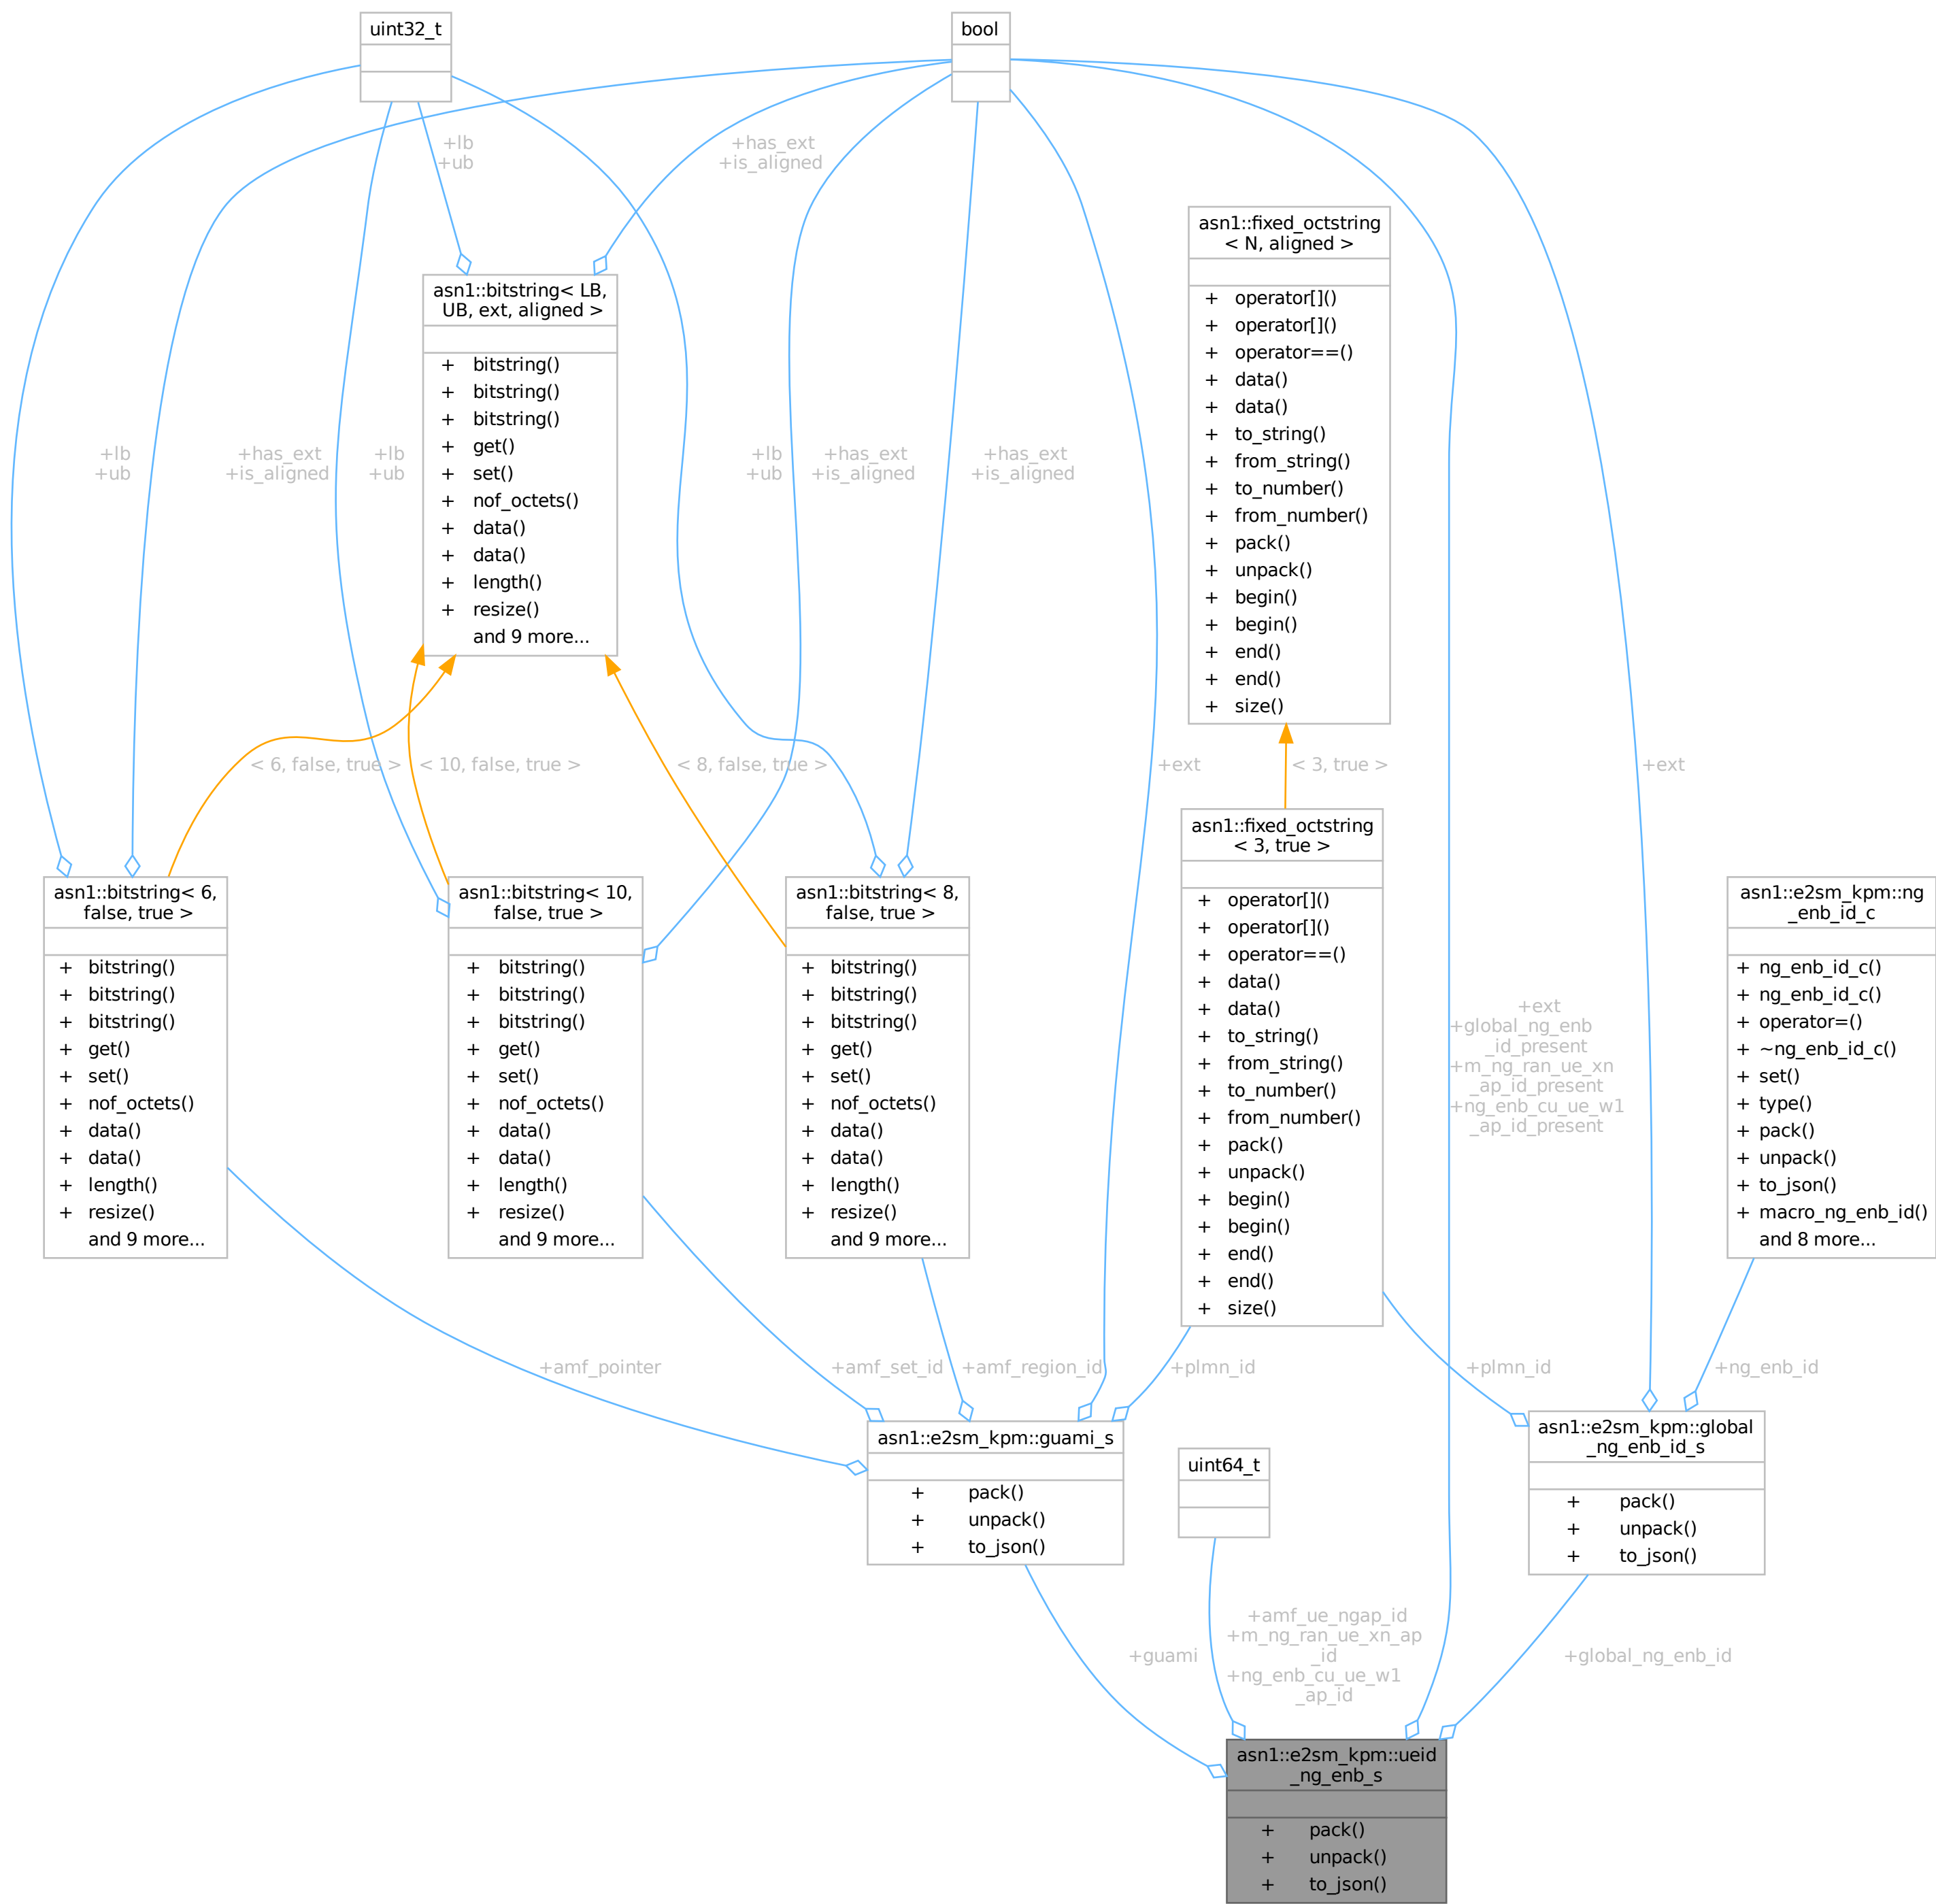 uint32_t
bool
+lb
+ub
+has_ext
+is_aligned
asn1::fixed_octstring
< N, aligned >
+ operator[]()
+ operator[]()
+ operator==()
+ data()
+ data()
+ to_string()
+ from_string()
+ to_number()
+ from_number()
+ pack()
+ unpack()
+ begin()
+ begin()
+ end()
+ end()
+ size()
asn1::bitstring< LB,
UB, ext, aligned >
+ bitstring()
+ bitstring()
+ bitstring()
+ get()
+ set()
+ nof_octets()
+ data()
+ data()
+ length()
+ resize()
and 9 more...
+lb
+ub
+has_ext
+is_aligned
+lb
+ub
+lb
+ub
+has_ext
+is_aligned
+has_ext
+is_aligned
< 6, false, true >
< 10, false, true >
< 8, false, true >
+ext
< 3, true >
+ext
asn1::fixed_octstring
< 3, true >
+ operator[]()
+ operator[]()
+ operator==()
+ data()
+ data()
+ to_string()
+ from_string()
+ to_number()
+ from_number()
+ pack()
+ unpack()
+ begin()
+ begin()
+ end()
+ end()
+ size()
asn1::bitstring< 6,
false, true >
+ bitstring()
+ bitstring()
+ bitstring()
+ get()
+ set()
+ nof_octets()
+ data()
+ data()
+ length()
+ resize()
and 9 more...
asn1::bitstring< 10,
false, true >
+ bitstring()
+ bitstring()
+ bitstring()
+ get()
+ set()
+ nof_octets()
+ data()
+ data()
+ length()
+ resize()
and 9 more...
asn1::bitstring< 8,
false, true >
+ bitstring()
+ bitstring()
+ bitstring()
+ get()
+ set()
+ nof_octets()
+ data()
+ data()
+ length()
+ resize()
and 9 more...
+ext
+global_ng_enb
_id_present
+m_ng_ran_ue_xn
_ap_id_present
+ng_enb_cu_ue_w1
_ap_id_present
asn1::e2sm_kpm::ng
_enb_id_c
+ ng_enb_id_c()
+ ng_enb_id_c()
+ operator=()
+ ~ng_enb_id_c()
+ set()
+ type()
+ pack()
+ unpack()
+ to_json()
+ macro_ng_enb_id()
and 8 more...
+amf_pointer
+amf_set_id
+amf_region_id
+plmn_id
+plmn_id
+ng_enb_id
asn1::e2sm_kpm::guami_s
+ pack()
+ unpack()
+ to_json()
uint64_t
asn1::e2sm_kpm::global
_ng_enb_id_s
+ pack()
+ unpack()
+ to_json()
+guami
+amf_ue_ngap_id
+m_ng_ran_ue_xn_ap
_id
+ng_enb_cu_ue_w1
_ap_id
+global_ng_enb_id
asn1::e2sm_kpm::ueid
_ng_enb_s
+ pack()
+ unpack()
+ to_json()